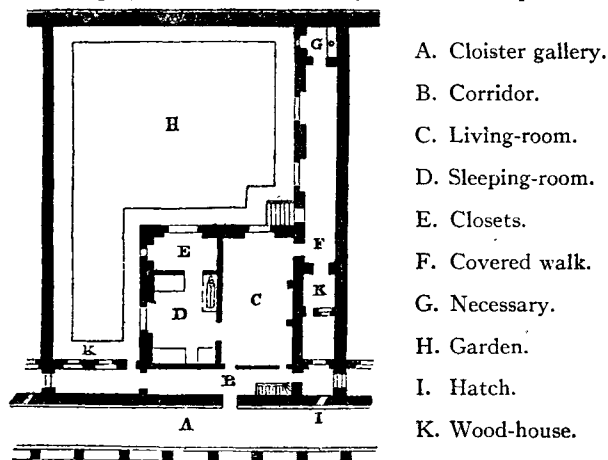 G
H
E
F
D
C
K
K
B
A
I
A. Cloister gallery.
B. Corridor.
C. Living-room.
D. Sleeping-room.
E. Closets.
F. Covered walk.
G. Necessary.
H. Garden.
I. Hatch.
K. Wood-house.